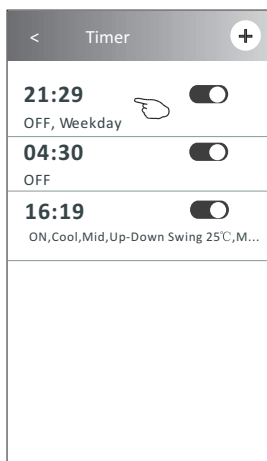 < Timer +
21:29
OFF, Weekday
04:30
OFF
16:19
ON,Cool,Mid,Up-Down Swing 25℃,M...